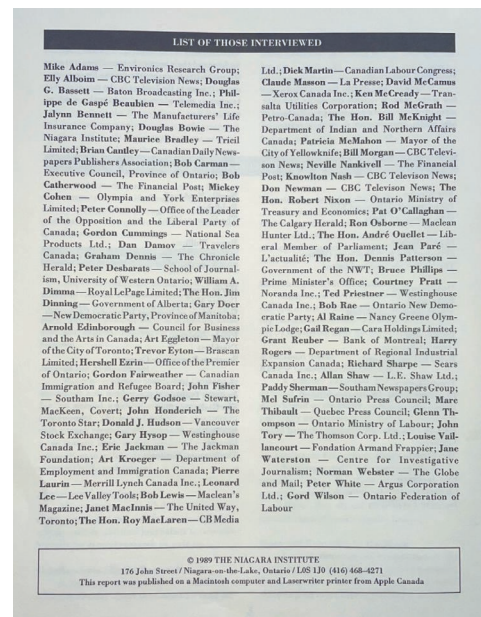 LIST OF THOSE INTERVIEWED
Mike Adams — Environics Research Group;
Elly Alboim — CBC Television News; Douglas
G. Bassett — Baton Broadcasting Inc.; Phil-
ippe de Gaspé Beaubien — Telemedia Inc.;
Jalynn Bennett — The Manufacturers' Life
Insurance Company; Douglas Bowie — The
Niagara Institute; Maurice Bradley — Tricil
Limited; Brian Cantley — Canadian Daily News-
papers Publishers Association; Bob Carman —
Executive Council, Province of Ontario; Bob
Catherwood — The Financial Post; Mickey
Cohen — Olympia and York Enterprises
Limited; Peter Connolly — Office of the Leader
of the Opposition and the Liberal Party of
Canada; Gordon Cummings — National Sea
Products Ltd.; Dan Damov — Travelers
Canada; Graham Dennis — The Chronicle
Herald; Peter Desbarats — School of Journal-
ism, University of Western Ontario; William A.
Dimma — Royal LePage Limited; The Hon. Jim
Dinning — Government of Alberta; Gary Doer
— New Democratic Party, Province of Manitoba;
Arnold Edinborough — Council for Business
and the Arts in Canada; Art Eggleton — Mayor
of the City of Toronto; Trevor Eyton — Brascan
Limited; Hershell Ezrin — Office of the Premier
of Ontario; Gordon Fairweather — Canadian
Immigration and Refugee Board; John Fisher
— Southam Inc.; Gerry Godsoe — Stewart,
MacKeen, Covert; John Honderich — The
Toronto Star; Donald J. Hudson — Vancouver
Stock Exchange; Gary Hysop — Westinghouse
Canada Inc.; Eric Jackman — The Jackman
Foundation; Art Kroeger — Department of
Employment and Immigration Canada; Pierre
Laurin — Merrill Lynch Canada Inc.; Leonard
Lee — Lee Valley Tools; Bob Lewis — Maclean's
Magazine; Janet MacInnis — The United Way,
Toronto; The Hon. Roy MacLaren — CB Media
Ltd.; Dick Martin — Canadian Labour Congress;
Claude Masson — La Presse; David McCamus
— Xerox Canada Inc.; Ken McCready — Tran-
salta Utilities Corporation; Rod McGrath —
Petro-Canada; The Hon. Bill McKnight —
Department of Indian and Northern Affairs
Canada; Patricia McMahon — Mayor of the
City of Yellowknife; Bill Morgan — CBC Televi-
son News; Neville Nankivell — The Financial
Post; Knowlton Nash — CBC Televison News;
Don Newman — CBC Televison News; The
Hon. Robert Nixon — Ontario Ministry of
Treasury and Economics; Pat O'Callaghan —
The Calgary Herald; Ron Osborne — Maclean
Hunter Ltd.; The Hon. André Ouellet — Lib-
eral Member of Parliament; Jean Paré —
L'actualité; The Hon. Dennis Patterson —
Government of the NWT; Bruce Phillips —
Prime Minister's Office; Courtney Pratt —
Noranda Inc.; Ted Priestner — Westinghouse
Canada Inc.; Bob Rae — Ontario New Demo-
cratic Party; Al Raine — Nancy Greene Olym-
pic Lodge; Gail Regan — Cara Holdings Limited;
Grant Reuber — Bank of Montreal; Harry
Rogers — Department of Regional Industrial
Expansion Canada; Richard Sharpe — Sears
Canada Inc.; Allan Shaw — L.E. Shaw Ltd.;
Paddy Sherman — Southam Newspapers Group;
Mel Sufrin — Ontario Press Council; Marc
Thibault — Quebec Press Council; Glenn Th-
ompson — Ontario Ministry of Labour; John
Tory — The Thomson Corp. Ltd.; Louise Vail-
lancourt — Fondation Armand Frappier; Jane
Waterston — Centre for Investigative
Journalism; Norman Webster — The Globe
and Mail; Peter White — Argus Corporation
Ltd.; Gord Wilson — Ontario Federation of
Labour
© 1989 THE NIAGARA INSTITUTE
176 John Street / Niagara-on-the-Lake, Ontario / L0S 1J0 (416) 468-4271
This report was published on a Macintosh computer and Laserwriter printer from Apple Canada